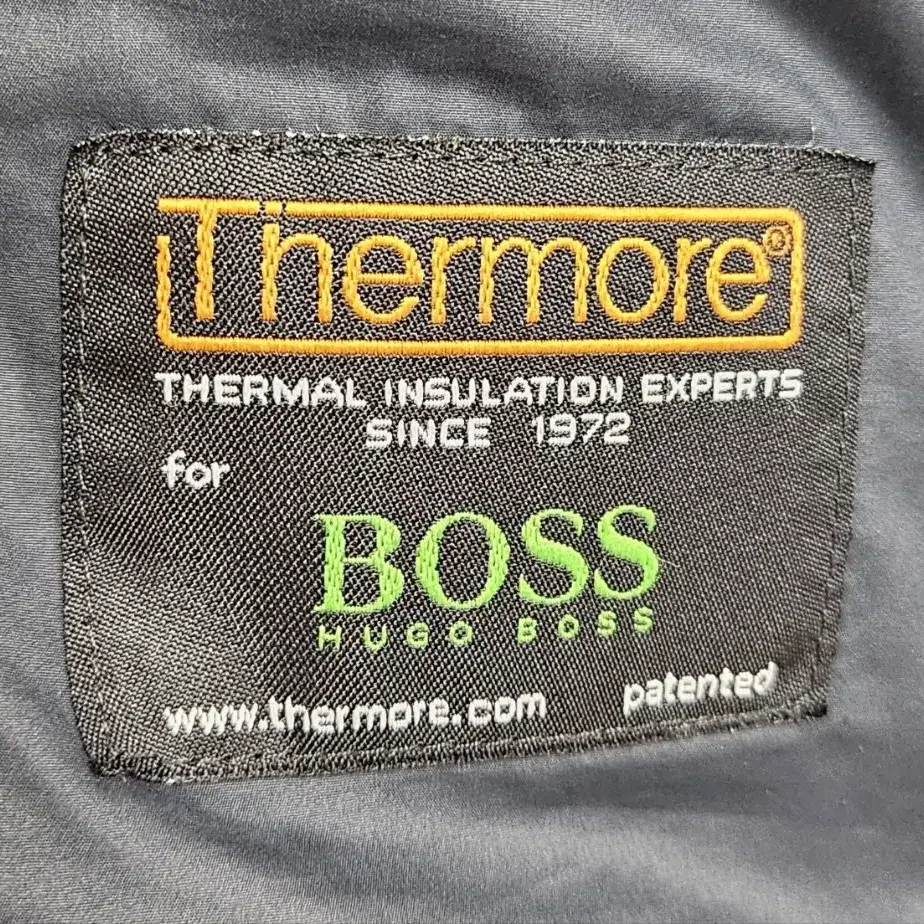 Thermore®
THERMAL INSULATION EXPERTS
SINCE 1972
for
BOSS
HUGO BOSS
www.thermore.com
patented